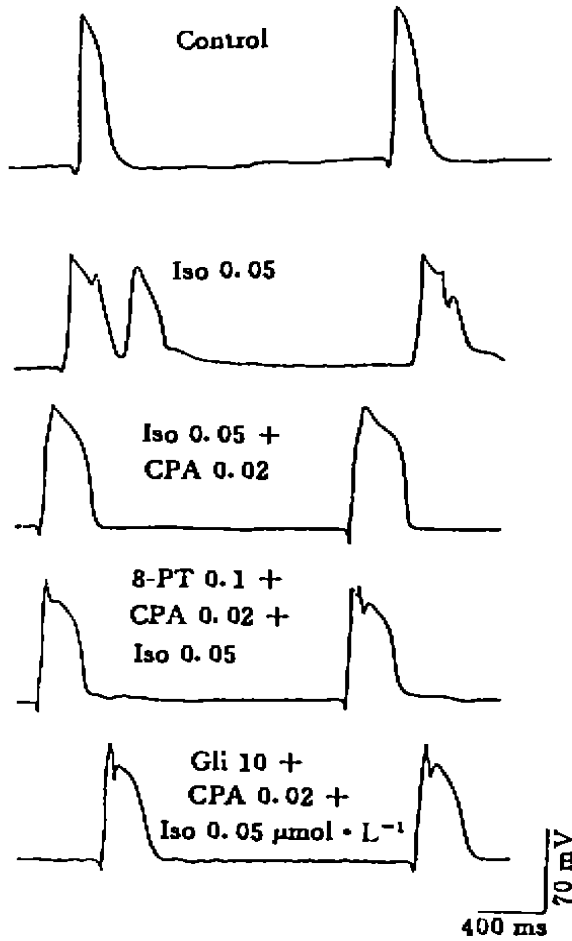 Control
Iso 0.05
Iso 0.05 +
CPA 0.02
8-PT 0.1 +
CPA 0.02 +
Iso 0.05
Gli 10 +
CPA 0.02 +
Iso 0.05 μmol · L⁻¹
70 mV
400 ms